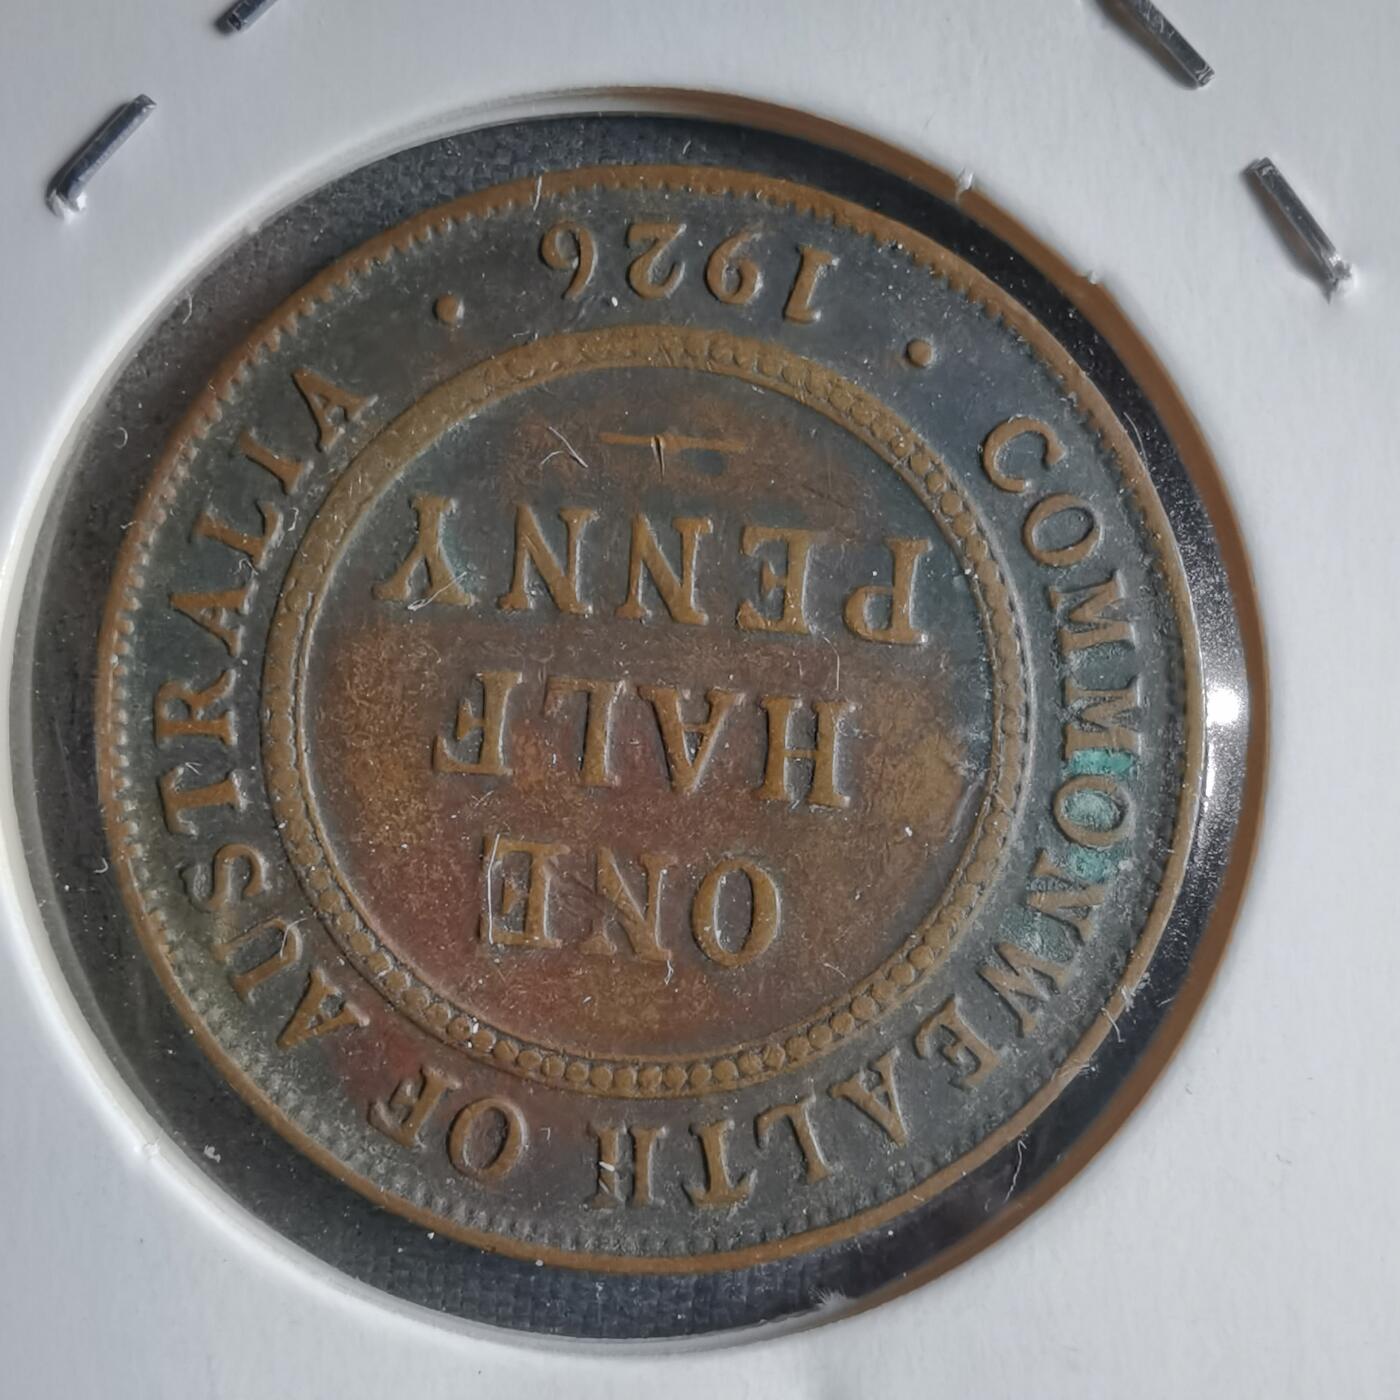 COMMONWEALTH OF AUSTRALIA
ONE
HALF
PENNY
1926